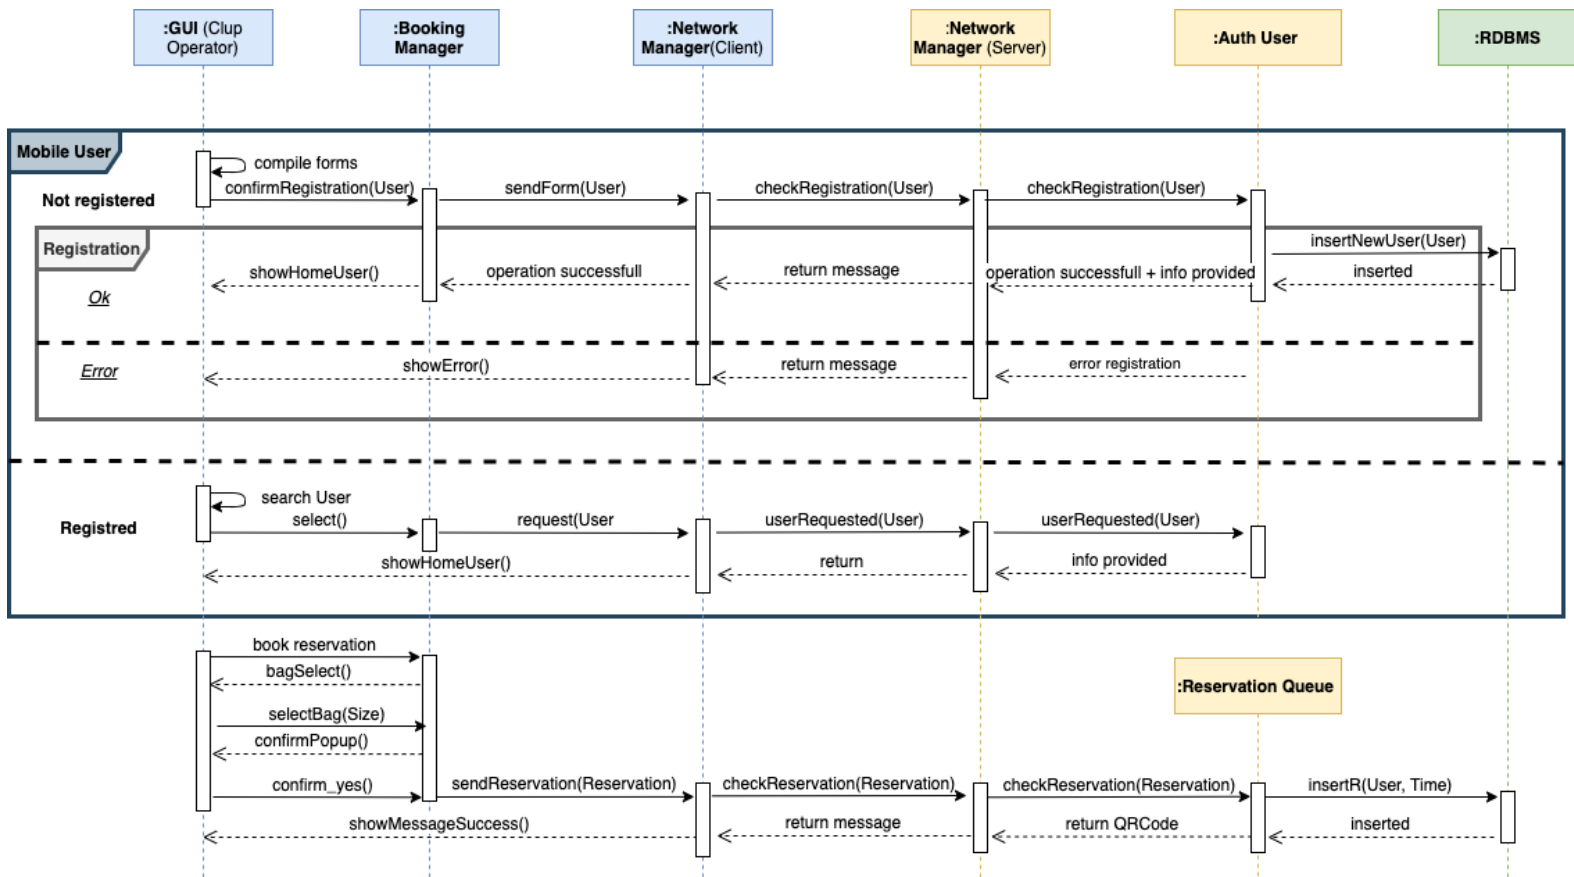 :GUI (Clup
Operator)
:Booking
Manager
:Network
Manager(Client)
:Network
Manager (Server)
:Auth User
:RDBMS
Mobile User
compile forms
Not registered
confirmRegistration(User)
sendForm(User)
checkRegistration(User)
checkRegistration(User)
Registration
insertNewUser(User)
Ok
showHomeUser()
operation successfull
return message
operation successfull + info provided
inserted
Error
showError()
return message
error registration
search User
Registred
select()
request(User
userRequested(User)
userRequested(User)
showHomeUser()
return
info provided
book reservation
bagSelect()
:Reservation Queue
selectBag(Size)
confirmPopup()
confirm_yes()
sendReservation(Reservation)
checkReservation(Reservation)
checkReservation(Reservation)
insertR(User, Time)
showMessageSuccess()
return message
return QRCode
inserted